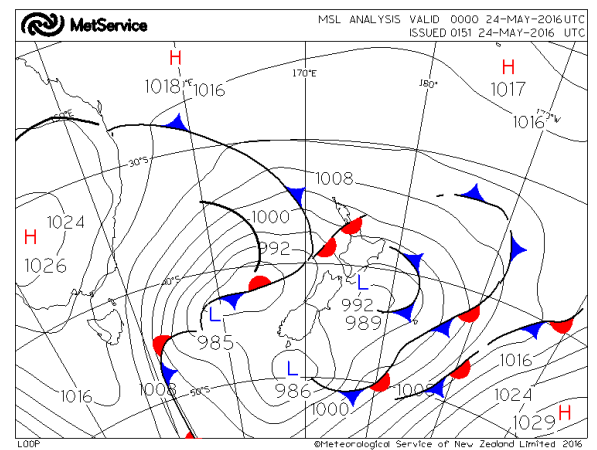 MetService
MSL ANALYSIS VALID 0000 24-MAY-2016 UTC
ISSUED 0151 24-MAY-2016 UTC
H
1018
1016
170°E
180°
H
1017
1016
30°S
1008
1000
992
H
1024
1026
40°S
L
985
L
992
989
L
986
1016
1008
50°S
1000
1008
1016
1024
1029
H
LOOP
©Meteorological Service of New Zealand Limited 2016